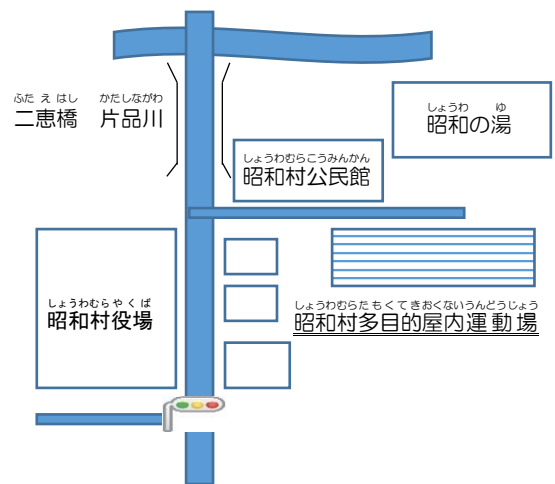 ふた え はし かたしながわ
二恵橋 片品川
しょうわ ゆ
昭和の湯
しょうわむらこうみんかん
昭和村公民館
しょうわむらやくば
昭和村役場
しょうわむらたもくてきおくないうんどうじょう
昭和村多目的屋内運動場